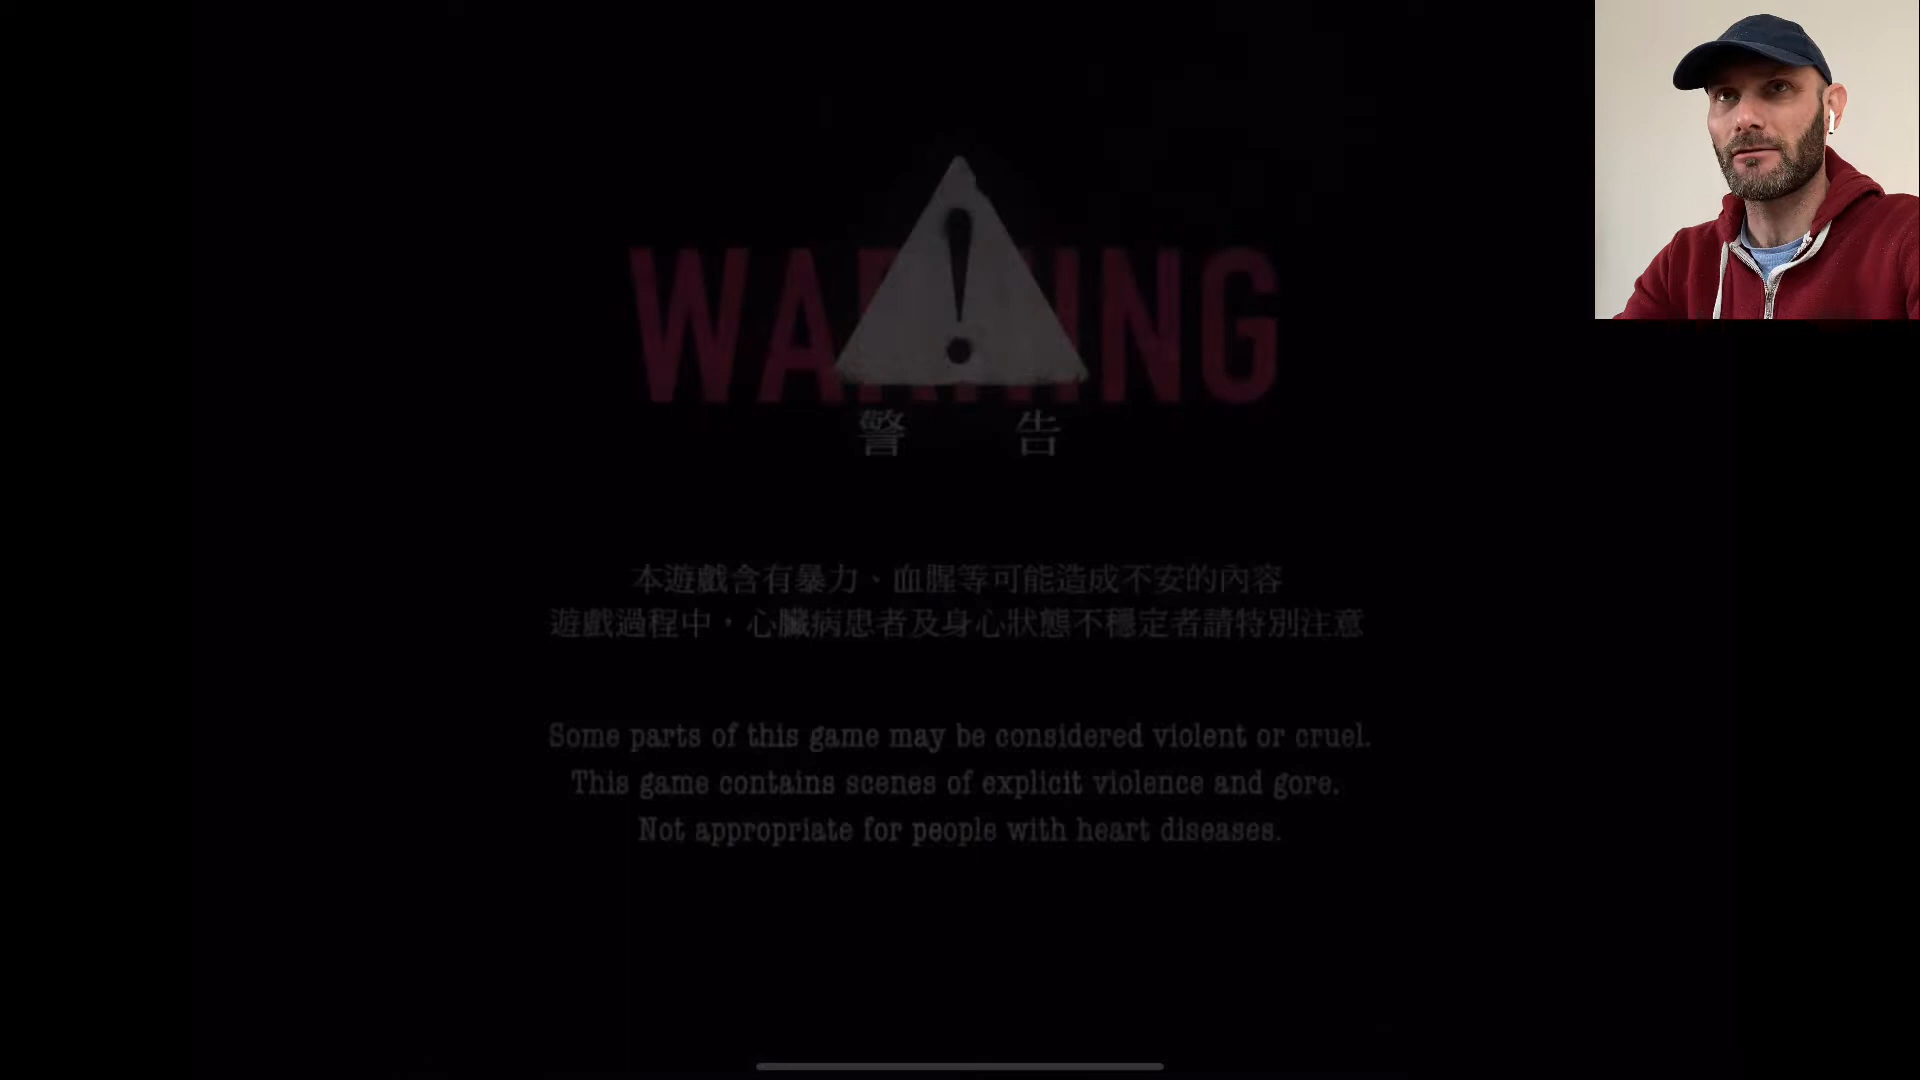 WARNING
警告
本遊戲含有暴力、血腥等可能造成不安的內容
遊戲過程中，心臟病患者及身心狀態不穩定者請特別注意
Some parts of this game may be considered violent or cruel.
This game contains scenes of explicit violence and gore.
Not appropriate for people with heart diseases.